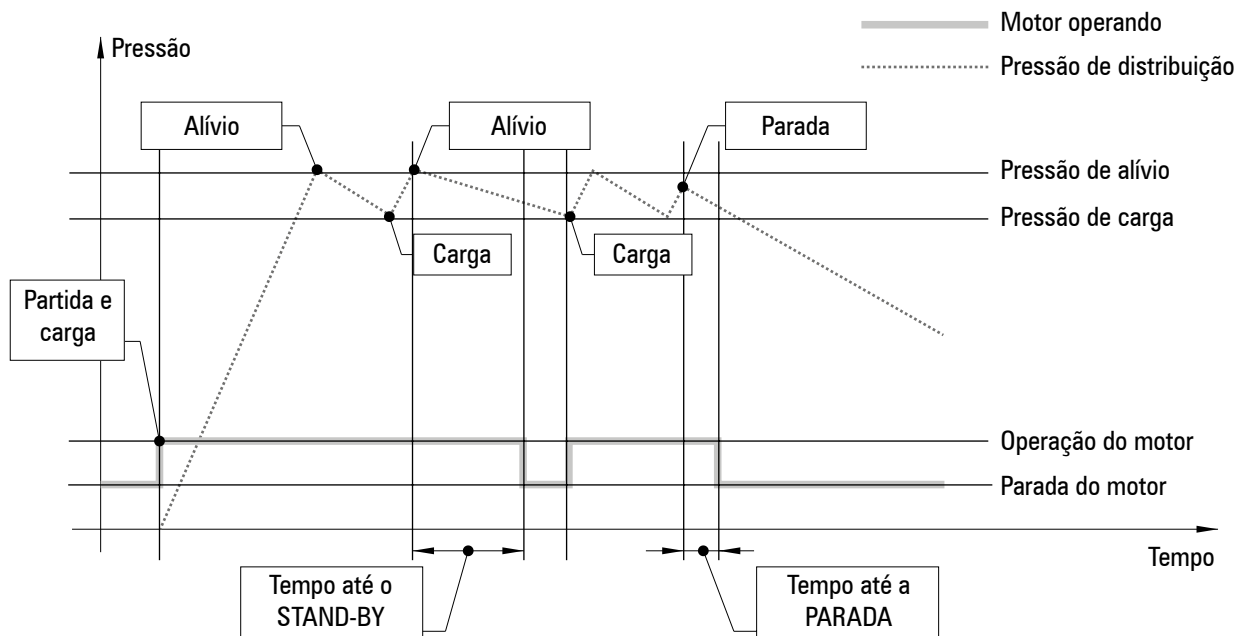 Motor operando
Pressão
Pressão de distribuição
Alívio
Alívio
Parada
Pressão de alívio
Pressão de carga
Carga
Carga
Partida e
carga
Operação do motor
Parada do motor
Tempo
Tempo até o
STAND-BY
Tempo até a
PARADA